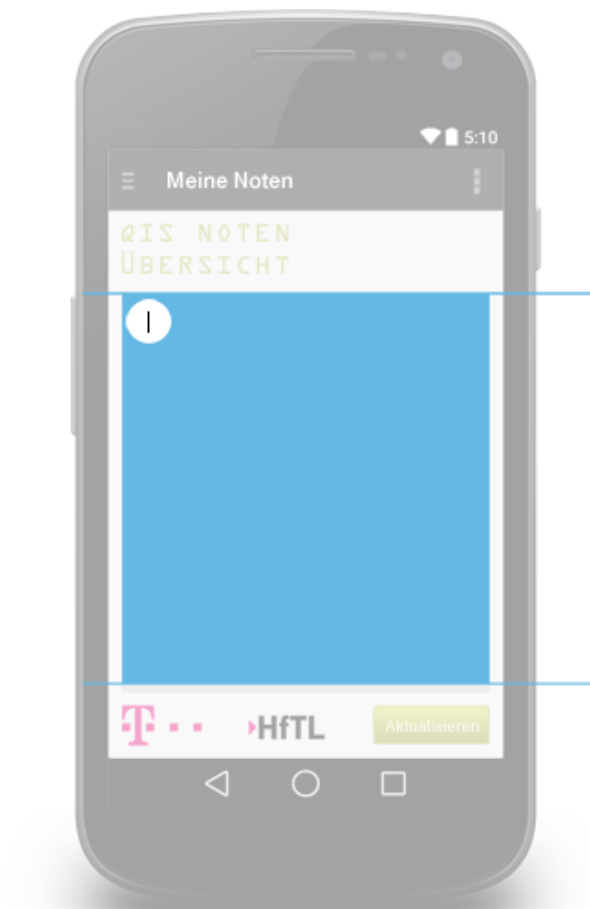 5:10
Meine Noten
QIS NOTEN
ÜBERSICHT
I
T
HfTL
Aktualisieren